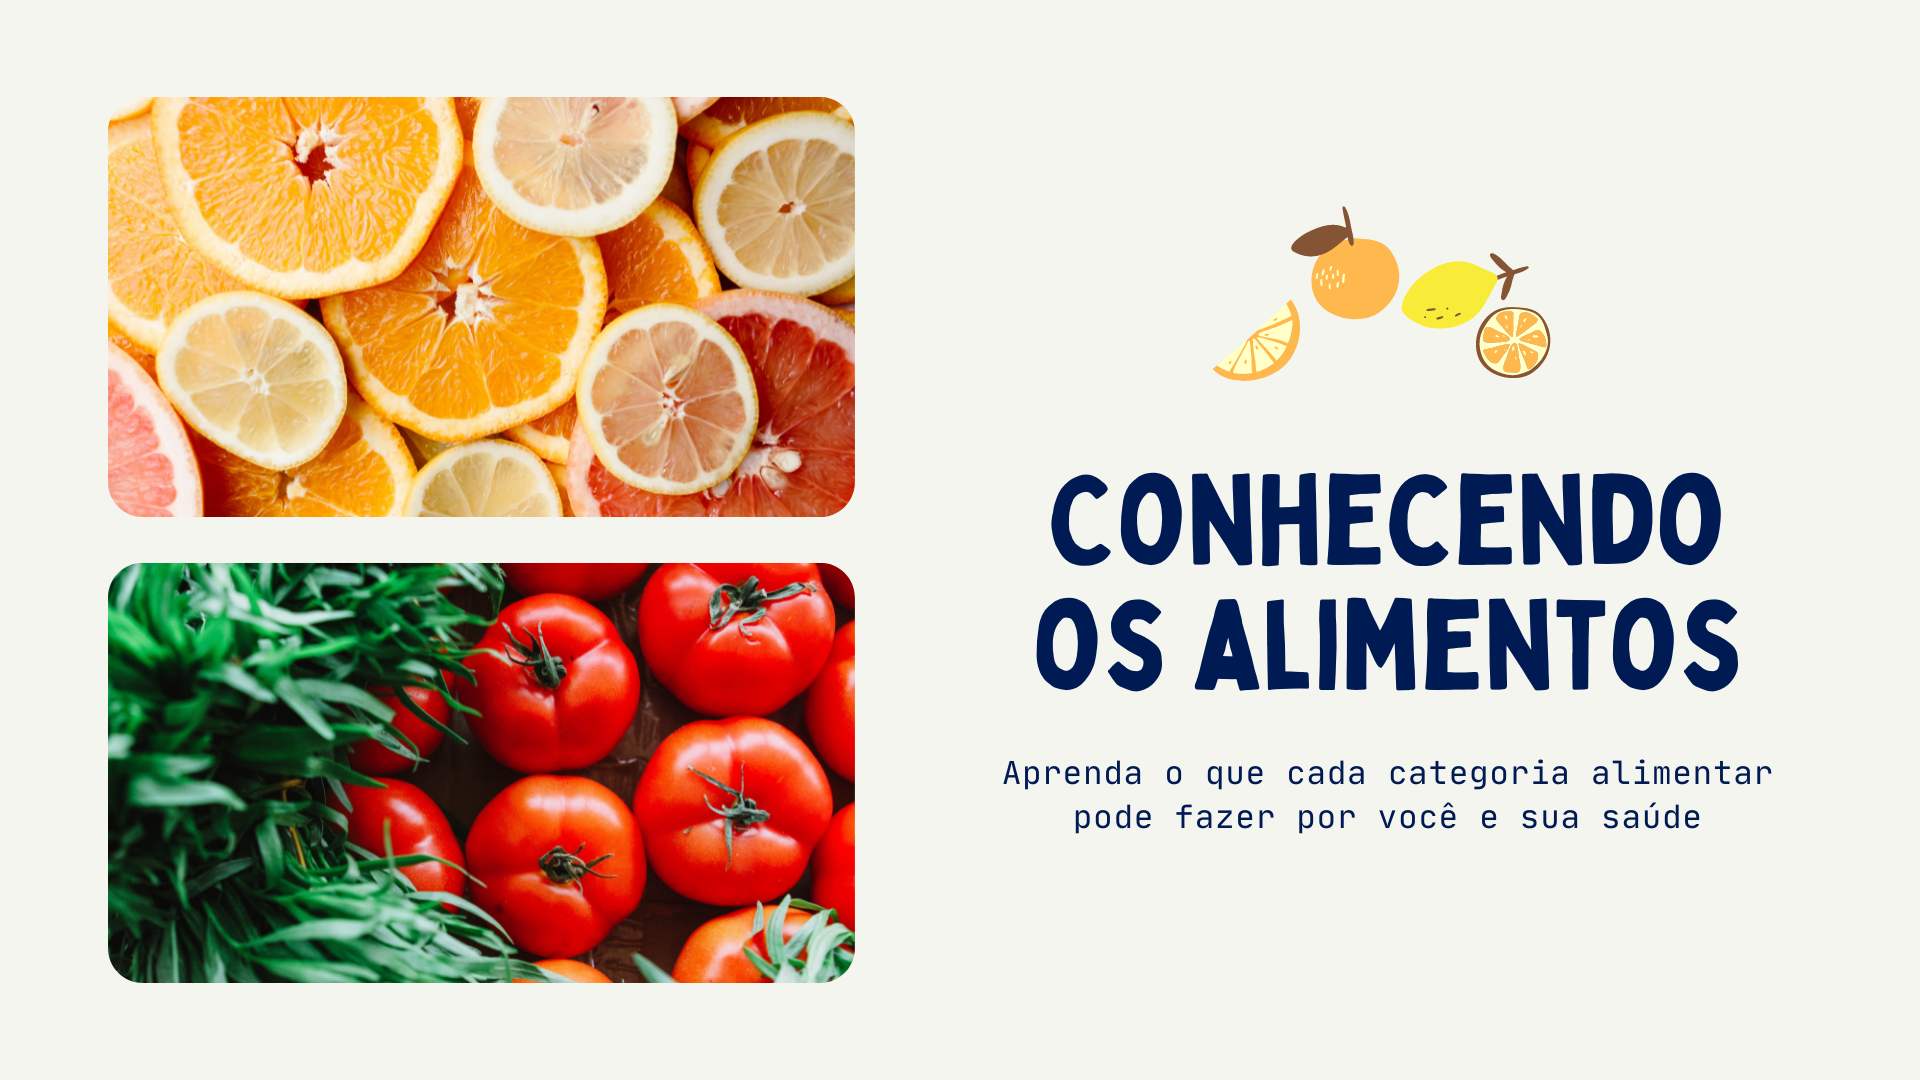 CONHECENDO
OS ALIMENTOS
Aprenda o que cada categoria alimentar
pode fazer por você e sua saúde